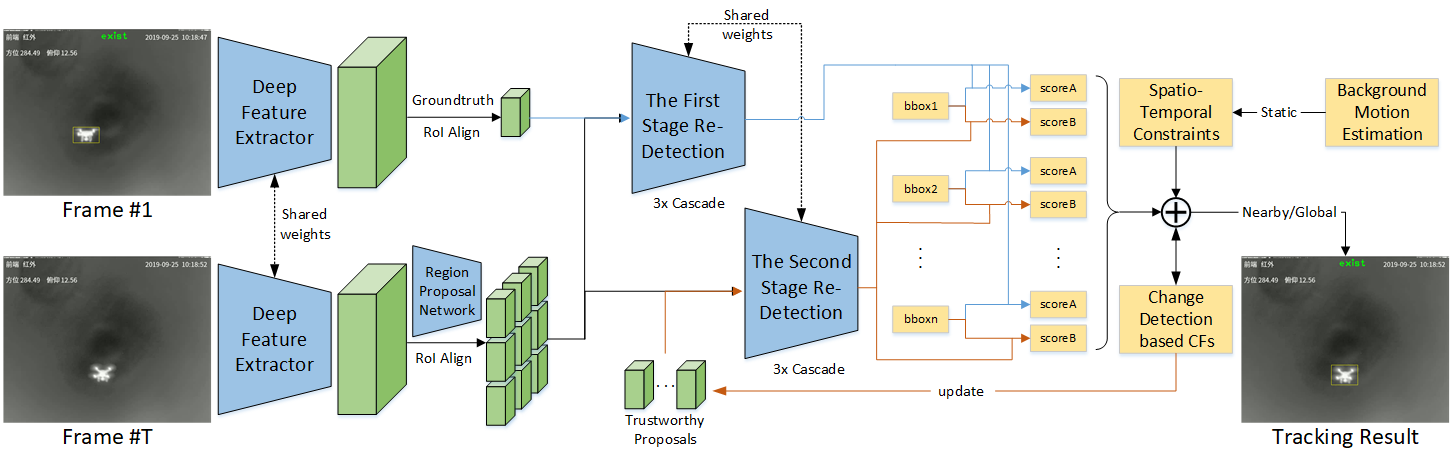 前端 红外
exist
2019-09-25 10:18:47
方位 284.49 俯仰 12.56
Frame #1
Deep
Feature
Extractor
Shared
weights
Groundtruth
RoI Align
Shared
weights
The First
Stage Re-
Detection
3x Cascade
前端 红外
2019-09-25 10:18:52
方位 284.49 俯仰 12.56
Frame #T
Deep
Feature
Extractor
Region
Proposal
Network
RoI Align
The Second
Stage Re-
Detection
3x Cascade
...
Trustworthy
Proposals
update
bbox1
scoreA
scoreB
bbox2
scoreA
scoreB
bboxn
scoreA
scoreB
Spatio-
Temporal
Constraints
Static
Background
Motion
Estimation
Nearby/Global
Change
Detection
based CFs
前端 红外
exist
2019-09-25 10:18:52
方位 284.49 俯仰 12.56
Tracking Result